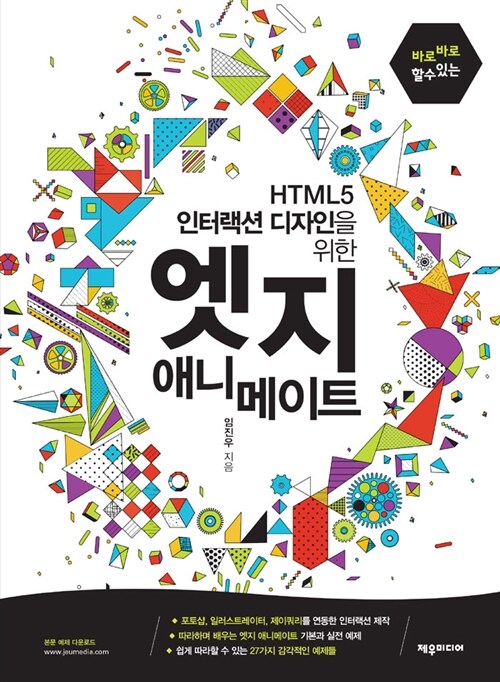 바로바로
할수있는
HTML5
인터랙션 디자인을
위한
엣지
애니메이트
임진우 지음
◆ 포토샵, 일러스트레이터, 제이쿼리를 연동한 인터랙션 제작
◆ 따라하며 배우는 엣지 애니메이트 기본과 실전 예제
◆ 쉽게 따라할 수 있는 27가지 감각적인 예제들
본문 예제 다운로드
www.jeumedia.com
제우미디어